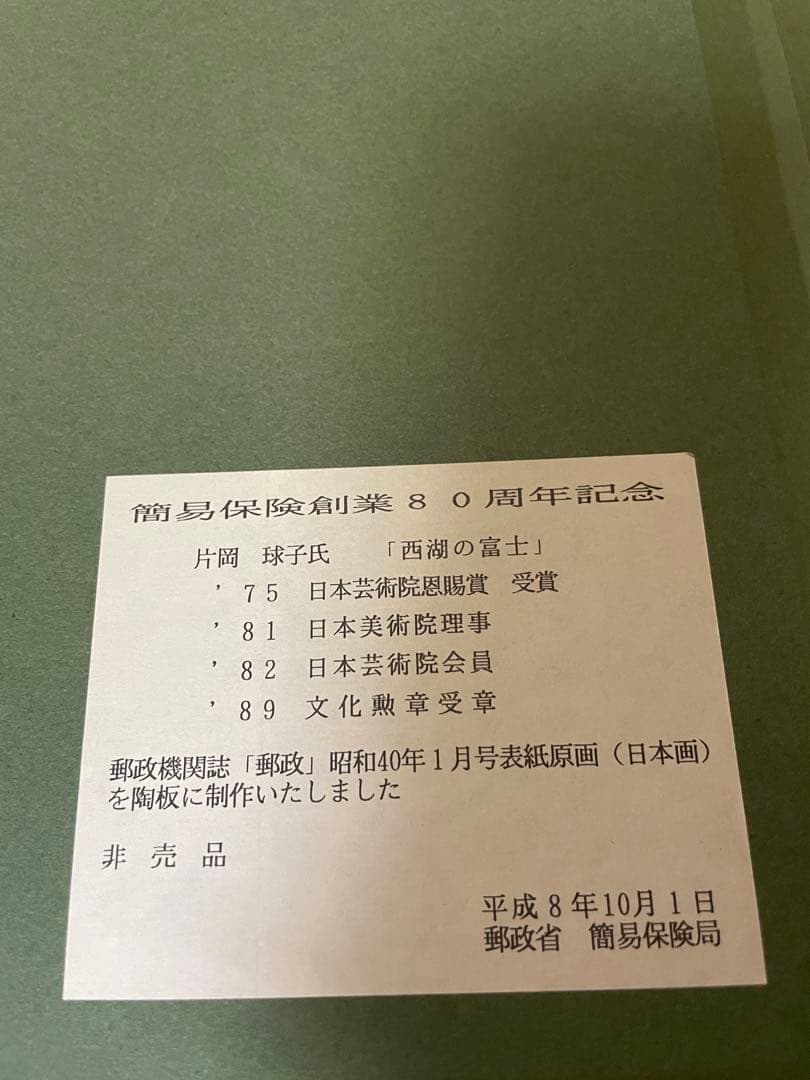 簡易保険創業８０周年記念
片岡　球子氏　「西湖の富士」
’７５　日本芸術院恩賜賞　受賞
’８１　日本美術院理事
’８２　日本芸術院会員
’８９　文化勲章受章
郵政機関誌「郵政」昭和40年１月号表紙原画（日本画）
を陶板に制作いたしました
非　売　品
平成８年10月１日
郵政省　簡易保険局